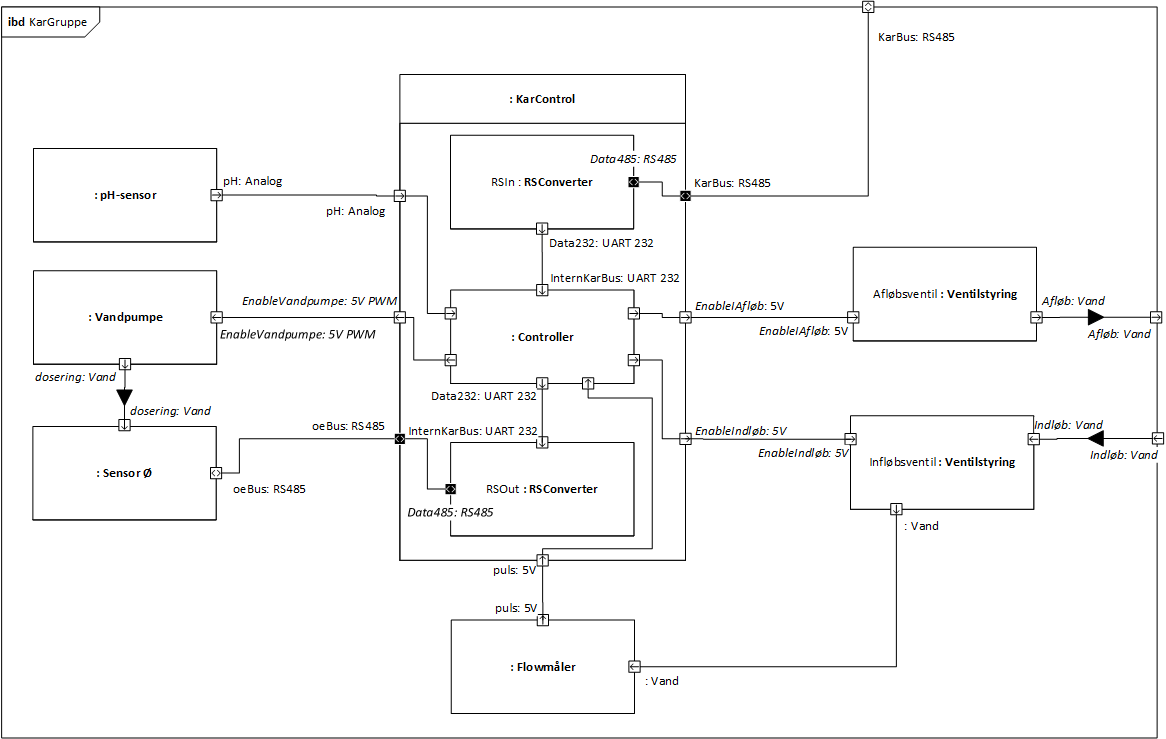 ibd KarGruppe
KarBus: RS485
: KarControl
Data485: RS485
RSIn : RSConverter
KarBus: RS485
: pH-sensor
pH: Analog
pH: Analog
Data232: UART 232
InternKarBus: UART 232
EnableVandpumpe: 5V PWM
: Vandpumpe
EnableVandpumpe: 5V PWM
: Controller
EnableIAfløb: 5V
EnableIAfløb: 5V
Afløbsventil : Ventilstyring
Afløb: Vand
Afløb: Vand
dosering: Vand
dosering: Vand
Data232: UART 232
oeBus: RS485
InternKarBus: UART 232
EnableIndløb: 5V
EnableIndløb: 5V
Indløb: Vand
Indløb: Vand
Infløbsventil : Ventilstyring
: Sensor Ø
oeBus: RS485
RSOut : RSConverter
Data485: RS485
: Vand
puls: 5V
puls: 5V
: Flowmåler
: Vand